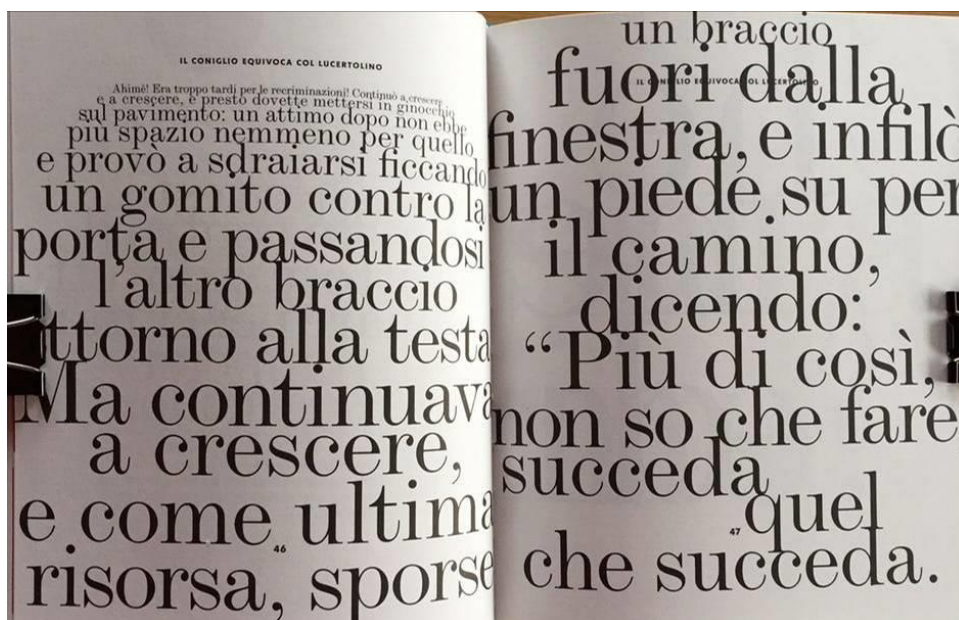 IL CONIGLIO EQUIVOCA COL LUCERTOLINO
Ahimè! Era troppo tardi per le recriminazioni! Continuò a crescere
e a crescere, e presto dovette mettersi in ginocchio
sul pavimento: un attimo dopo non ebbe
più spazio nemmeno per quello
e provò a sdraiarsi ficcando
un gomito contro la
porta e passandosi
l'altro braccio
ttorno alla testa
Ma continuava
a crescere,
e come ultima
46
risorsa, sporse
un braccio
IL CONIGLIO EQUIVOCA COL LUCERTOLINO
fuori dalla
finestra, e infilò
un piede su per
il camino,
dicendo:
“Più di così,
non so che fare
succeda
quel
47
che succeda.